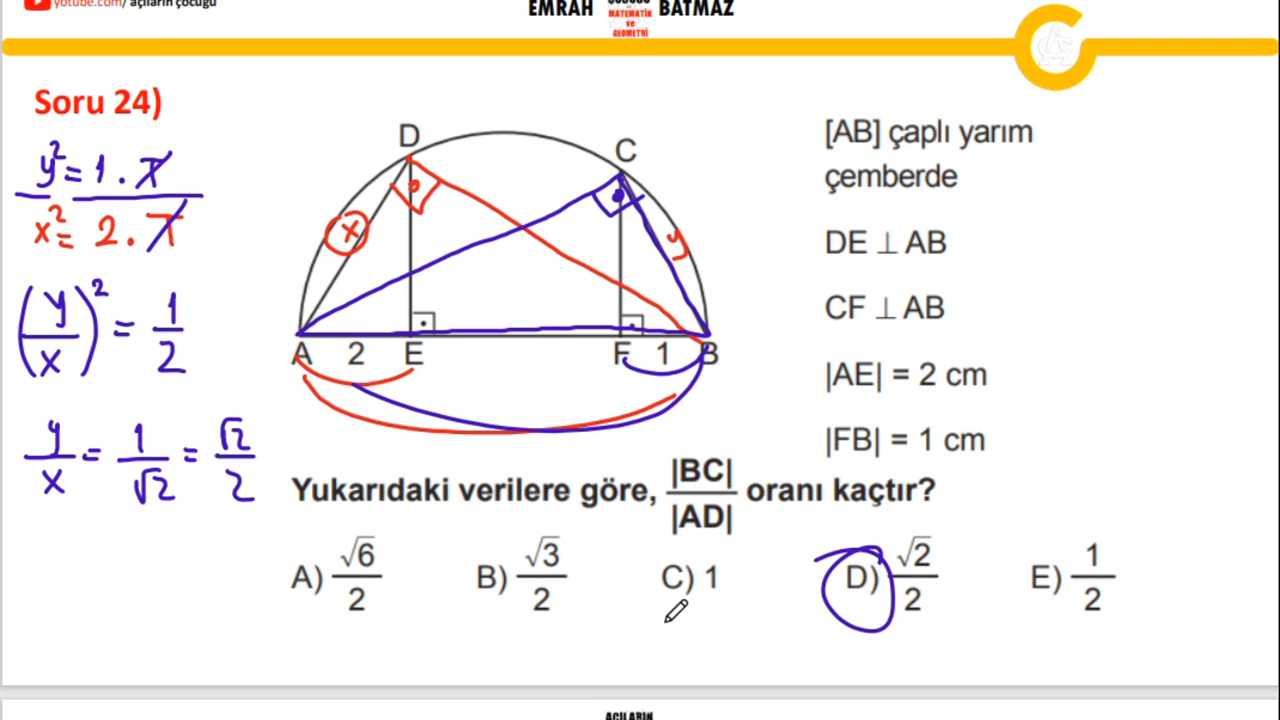 yotube.com/ açıların çocuğu
EMRAH
MATEMATİK
ve
GEOMETRİ
BATMAZ
Soru 24)
y² = 1 . 7
x² = 2 . 7
(y/x)² = 1/2
y/x = 1/√2 = √2/2
D
C
x
y
A 2 E F 1 B
[AB] çaplı yarım
çemberde
DE ⊥ AB
CF ⊥ AB
|AE| = 2 cm
|FB| = 1 cm
Yukarıdaki verilere göre, |BC|/|AD| oranı kaçtır?
A) √6/2 B) √3/2 C) 1 D) √2/2 E) 1/2
AÇILARIN